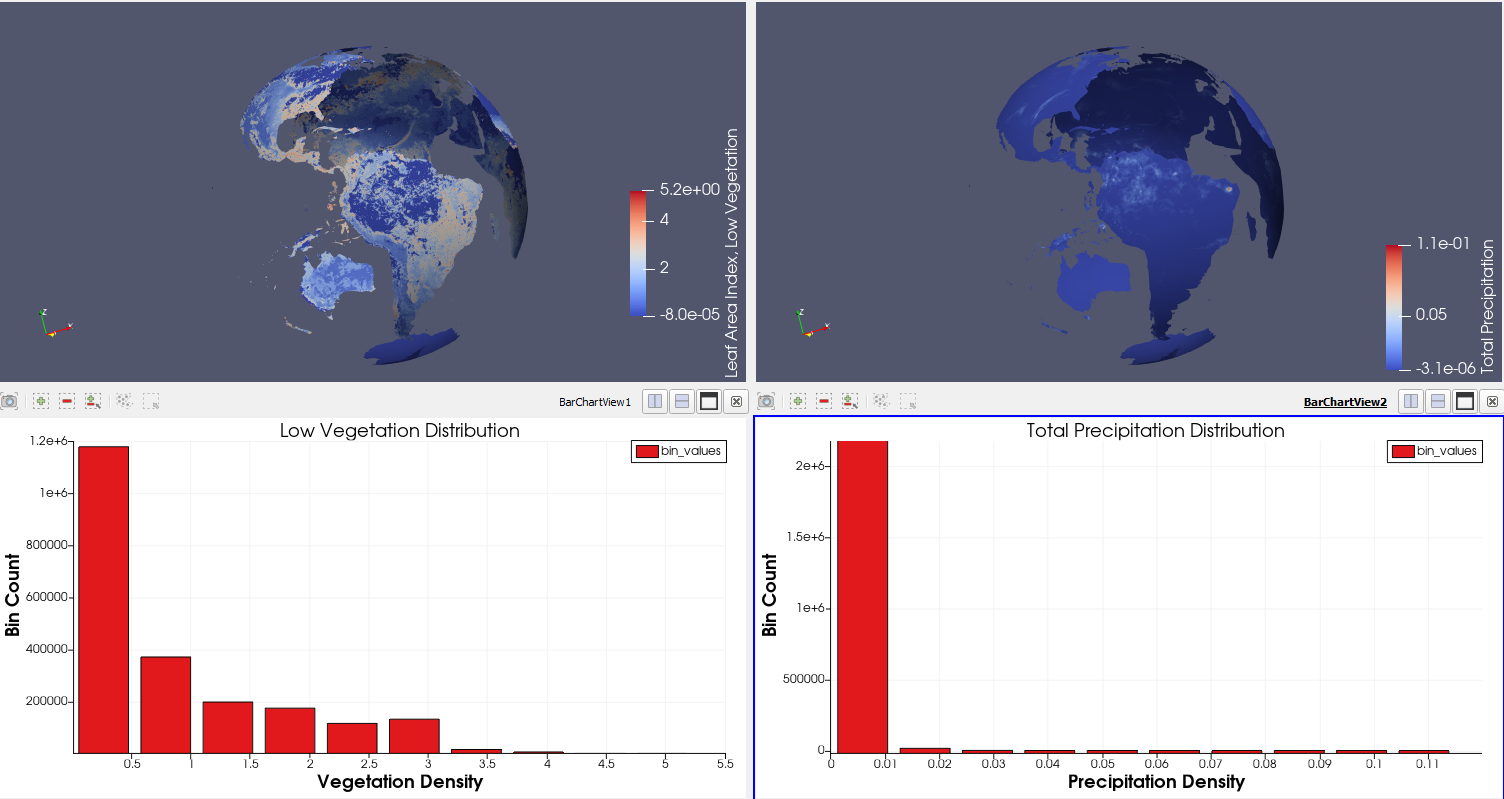 Leaf Area Index, Low Vegetation
5.2e+00
4
2
-8.0e-05
Z
Total Precipitation
1.1e-01
0.05
-3.1e-06
Z
BarChartView1
BarChartView2
Low Vegetation Distribution
bin_values
Bin Count
1.2e+6
1e+6
800000
600000
400000
200000
0.5 1 1.5 2 2.5 3 3.5 4 4.5 5 5.5
Vegetation Density
Total Precipitation Distribution
bin_values
Bin Count
2e+6
1.5e+6
1e+6
500000
0
0 0.01 0.02 0.03 0.04 0.05 0.06 0.07 0.08 0.09 0.1 0.11
Precipitation Density